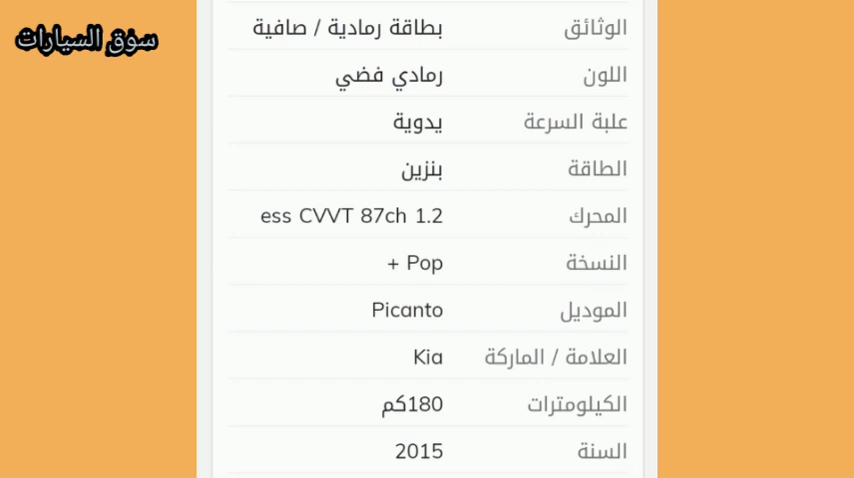 سوق السيارات
الوثائق بطاقة رمادية / صافية
اللون رمادي فضي
علبة السرعة يدوية
الطاقة بنزين
المحرك 1.2 ess CVVT 87ch
النسخة Pop +
الموديل Picanto
العلامة / الماركة Kia
الكيلومترات 180كم
السنة 2015